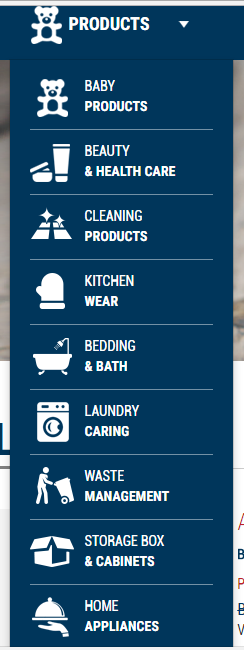 PRODUCTS
BABY
PRODUCTS
BEAUTY
& HEALTH CARE
CLEANING
PRODUCTS
KITCHEN
WEAR
BEDDING
& BATH
LAUNDRY
CARING
WASTE
MANAGEMENT
STORAGE BOX
& CABINETS
HOME
APPLIANCES